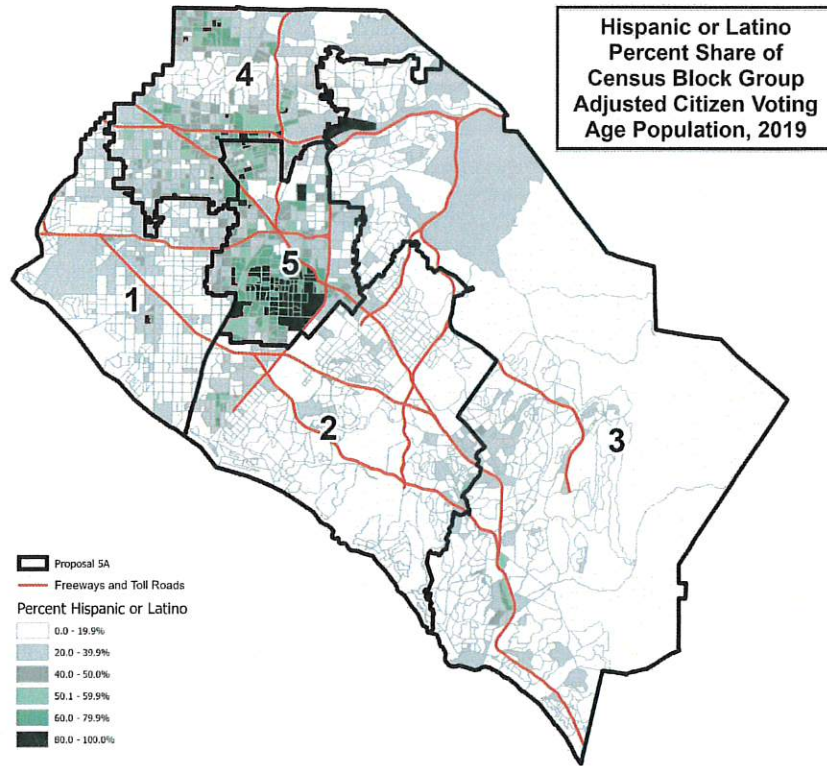 Hispanic or Latino
Percent Share of
Census Block Group
Adjusted Citizen Voting
Age Population, 2019
4
5
1
2
3
Proposal 5A
Freeways and Toll Roads
Percent Hispanic or Latino
0.0 - 19.9%
20.0 - 39.9%
40.0 - 50.0%
50.1 - 59.9%
60.0 - 79.9%
80.0 - 100.0%